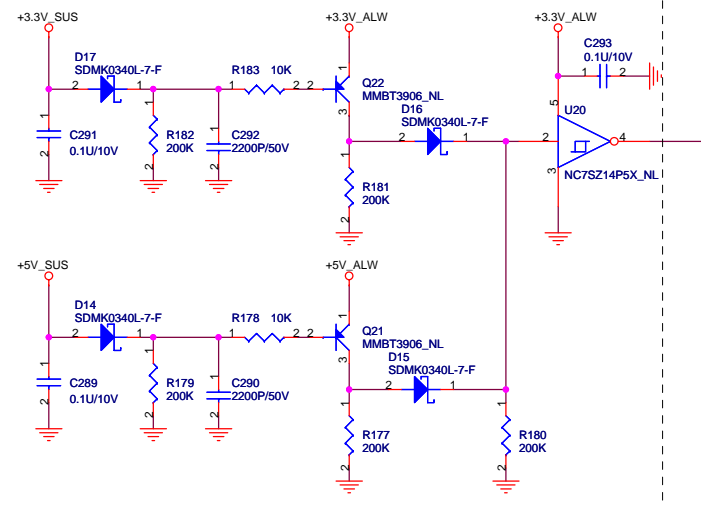 +3.3V_SUS
+3.3V_ALW
+3.3V_ALW
D17
SDMK0340L-7-F
2
1
R183 10K
1
2
2
1
Q22
MMBT3906_NL
3
C293
0.1U/10V
1
2
1
C291
0.1U/10V
2
1
R182
200K
2
1
C292
2200P/50V
2
D16
SDMK0340L-7-F
2
1
5
U20
2
4
3
NC7SZ14P5X_NL
1
R181
200K
2
+5V_SUS
+5V_ALW
D14
SDMK0340L-7-F
2
1
R178 10K
1
2
2
1
Q21
MMBT3906_NL
3
1
C289
0.1U/10V
2
1
R179
200K
2
1
C290
2200P/50V
2
D15
SDMK0340L-7-F
2
1
1
R177
200K
2
1
R180
200K
2